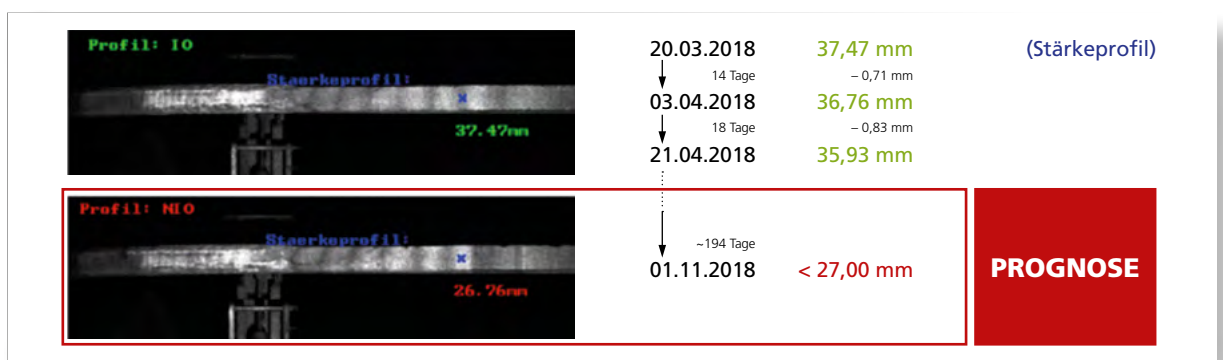 Profil: IO
Staerkeprofil:
37.47mm
20.03.2018 37,47 mm (Stärkeprofil)
14 Tage – 0,71 mm
03.04.2018 36,76 mm
18 Tage – 0,83 mm
21.04.2018 35,93 mm
Profil: NIO
Staerkeprofil:
26.76mm
~194 Tage
01.11.2018 < 27,00 mm
PROGNOSE